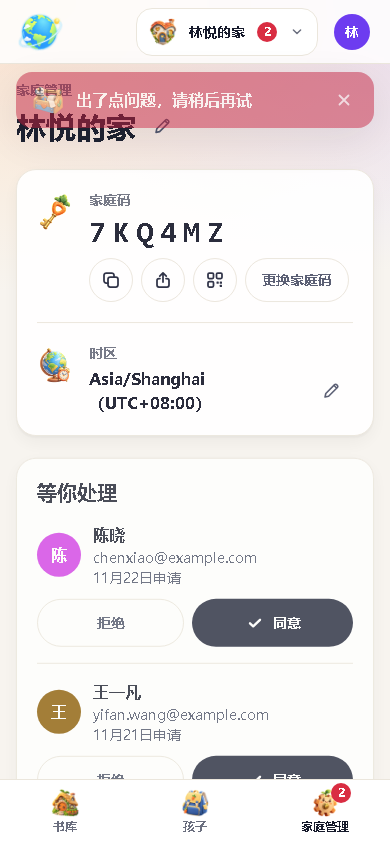 林悦的家
2
林
家庭管理
出了点问题，请稍后再试
林悦的家
家庭码
7KQ4MZ
更换家庭码
时区
Asia/Shanghai
（UTC+08:00）
等你处理
陈
陈晓
chenxiao@example.com
11月22日申请
拒绝
同意
王
王一凡
yifan.wang@example.com
11月21日申请
拒绝
同意
书库
孩子
2
家庭管理